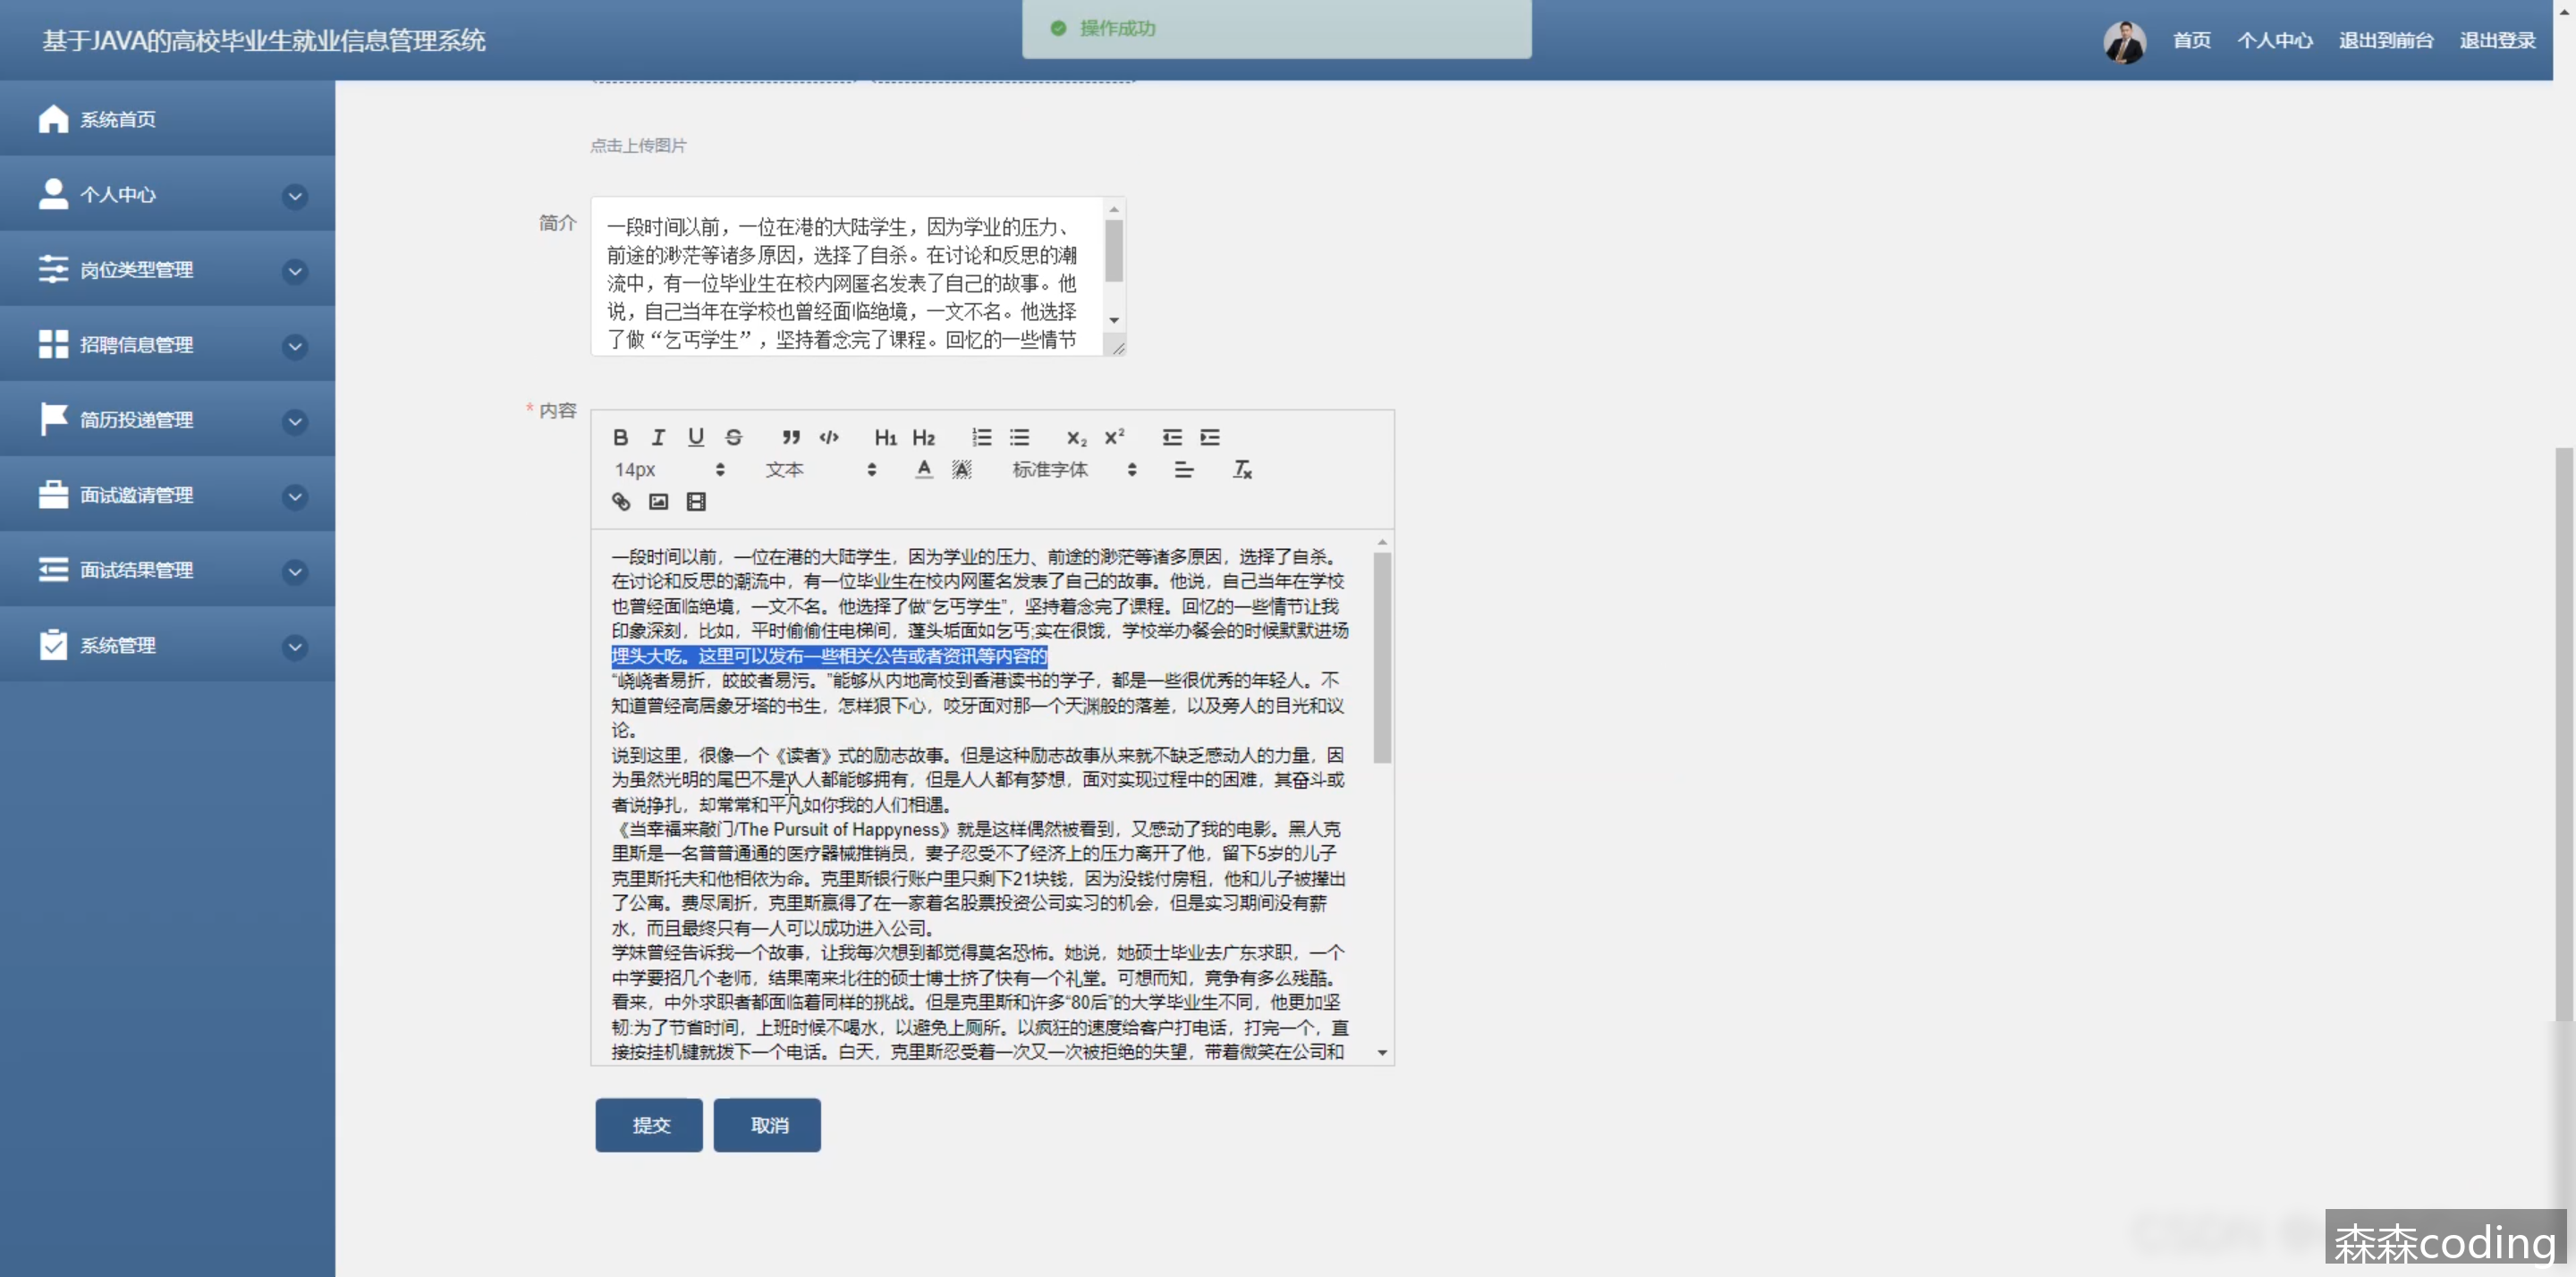 基于JAVA的高校毕业生就业信息管理系统
操作成功
首页 个人中心 退出到前台 退出登录
系统首页
个人中心
岗位类型管理
招聘信息管理
简历投递管理
面试邀请管理
面试结果管理
系统管理
点击上传图片
简介
一段时间以前，一位在港的大陆学生，因为学业的压力、
前途的渺茫等诸多原因，选择了自杀。在讨论和反思的潮
流中，有一位毕业生在校内网匿名发表了自己的故事。他
说，自己当年在学校也曾经面临绝境，一文不名。他选择
了做“乞丐学生”，坚持着念完了课程。回忆的一些情节
* 内容
B I U S H1 H2 x₂ x²
14px 文本 A A 标准字体 Tx
一段时间以前，一位在港的大陆学生，因为学业的压力、前途的渺茫等诸多原因，选择了自杀。
在讨论和反思的潮流中，有一位毕业生在校内网匿名发表了自己的故事。他说，自己当年在学校
也曾经面临绝境，一文不名。他选择了做“乞丐学生”，坚持着念完了课程。回忆的一些情节让我
印象深刻，比如，平时偷偷住电梯间，蓬头垢面如乞丐;实在很饿，学校举办餐会的时候默默进场
埋头大吃。这里可以发布一些相关公告或者资讯等内容的
“峣峣者易折，皎皎者易污。”能够从内地高校到香港读书的学子，都是一些很优秀的年轻人。不
知道曾经高居象牙塔的书生，怎样狠下心，咬牙面对那一个天渊般的落差，以及旁人的目光和议
论。
说到这里，很像一个《读者》式的励志故事。但是这种励志故事从来就不缺乏感动人的力量，因
为虽然光明的尾巴不是人人都能够拥有，但是人人都有梦想，面对实现过程中的困难，其奋斗或
者说挣扎，却常常和平凡如你我的人们相遇。
《当幸福来敲门/The Pursuit of Happyness》就是这样偶然被看到，又感动了我的电影。黑人克
里斯是一名普普通通的医疗器械推销员，妻子忍受不了经济上的压力离开了他，留下5岁的儿子
克里斯托夫和他相依为命。克里斯银行账户里只剩下21块钱，因为没钱付房租，他和儿子被撵出
了公寓。费尽周折，克里斯赢得了在一家着名股票投资公司实习的机会，但是实习期间没有薪
水，而且最终只有一人可以成功进入公司。
学妹曾经告诉我一个故事，让我每次想到都觉得莫名恐怖。她说，她硕士毕业去广东求职，一个
中学要招几个老师，结果南来北往的硕士博士挤了快有一个礼堂。可想而知，竞争有多么残酷。
看来，中外求职者都面临着同样的挑战。但是克里斯和许多“80后”的大学毕业生不同，他更加坚
韧:为了节省时间，上班时候不喝水，以避免上厕所。以疯狂的速度给客户打电话，打完一个，直
接按挂机键就拨下一个电话。白天，克里斯忍受着一次又一次被拒绝的失望，带着微笑在公司和
提交 取消
森森coding